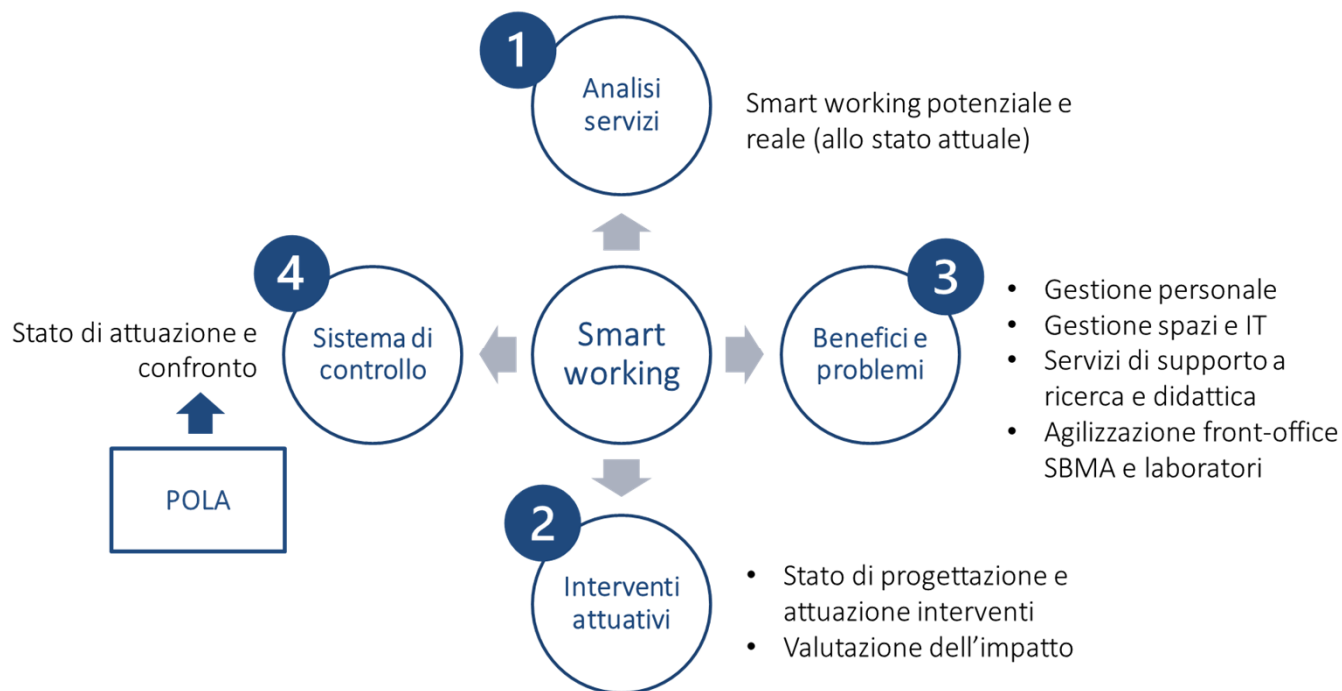 1
Analisi
servizi
Smart working potenziale e
reale (allo stato attuale)
4
Sistema di
controllo
Stato di attuazione e
confronto
POLA
Smart
working
3
Benefici e
problemi
• Gestione personale
• Gestione spazi e IT
• Servizi di supporto a
ricerca e didattica
• Agilizzazione front-office
SBMA e laboratori
2
Interventi
attuativi
• Stato di progettazione e
attuazione interventi
• Valutazione dell’impatto